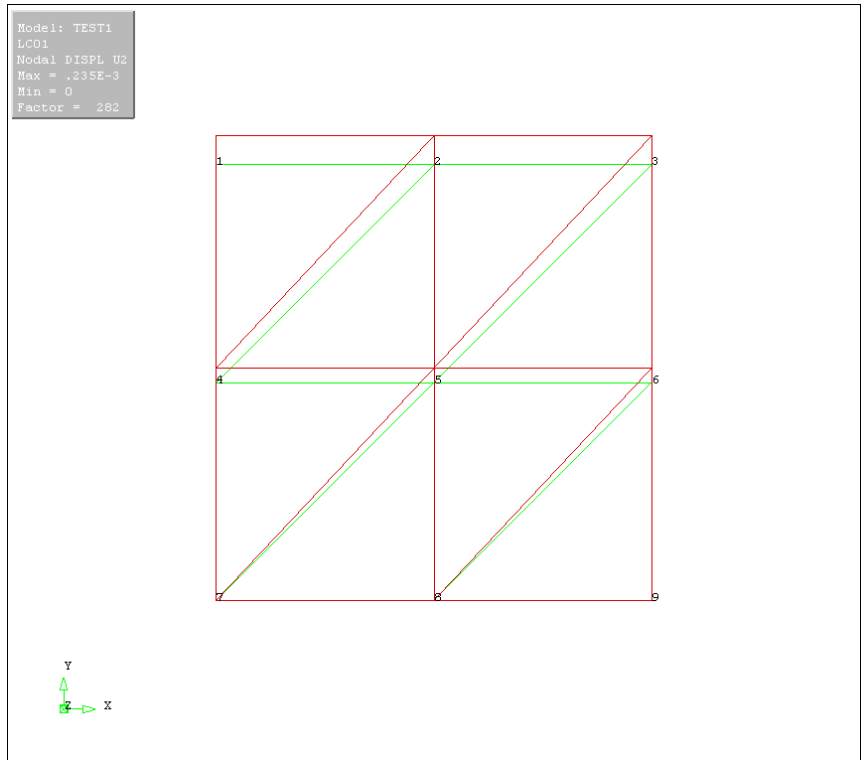 Model: TEST1
LC01
Nodal DISPL U2
Max = .235E-3
Min = 0
Factor =  282
1 2 3
4 5 6
7 8 9
Y
Z X